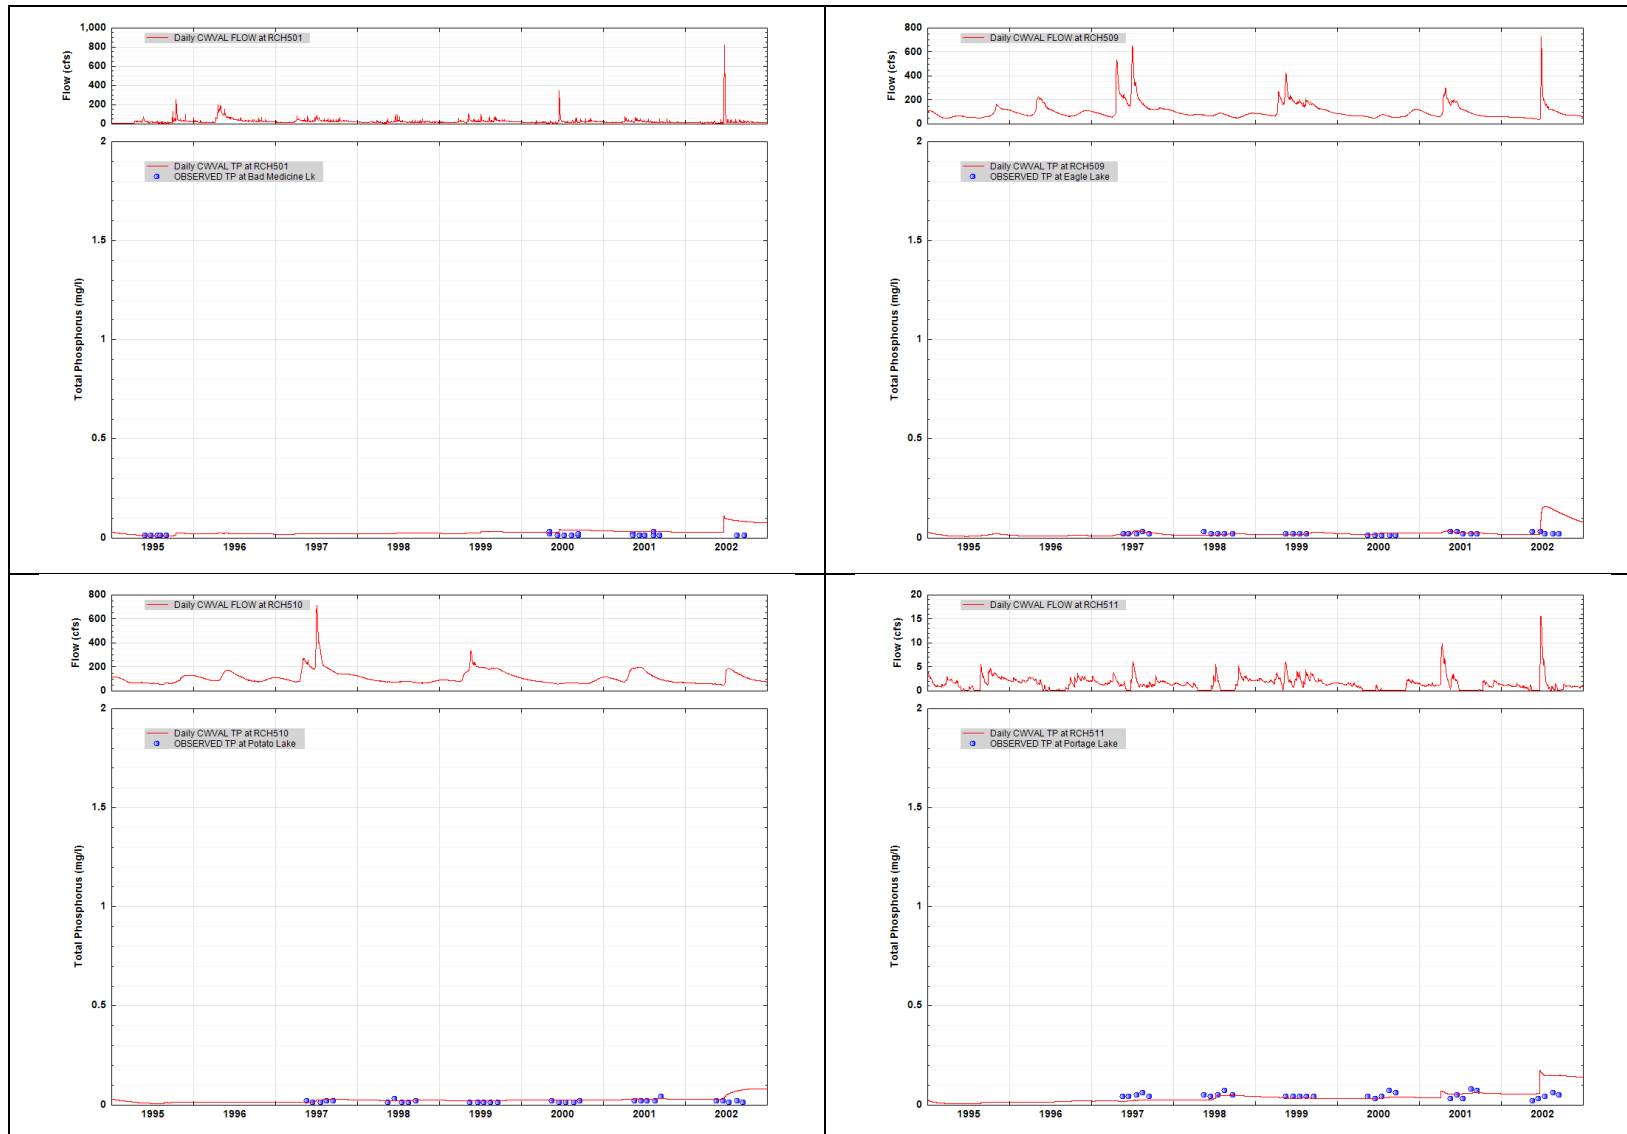 1,000
800
600
400
200
0
Flow (cfs)
Daily CWVAL FLOW at RCH501
2
1.5
1
0.5
0
Total Phosphorus (mg/l)
Daily CWVAL TP at RCH501
OBSERVED TP at Bad Medicine Lk
1995 1996 1997 1998 1999 2000 2001 2002
800
600
400
200
0
Flow (cfs)
Daily CWVAL FLOW at RCH509
2
1.5
1
0.5
0
Total Phosphorus (mg/l)
Daily CWVAL TP at RCH509
OBSERVED TP at Eagle Lake
1995 1996 1997 1998 1999 2000 2001 2002
800
600
400
200
0
Flow (cfs)
Daily CWVAL FLOW at RCH510
2
1.5
1
0.5
0
Total Phosphorus (mg/l)
Daily CWVAL TP at RCH510
OBSERVED TP at Potato Lake
1995 1996 1997 1998 1999 2000 2001 2002
20
15
10
5
0
Flow (cfs)
Daily CWVAL FLOW at RCH511
2
1.5
1
0.5
0
Total Phosphorus (mg/l)
Daily CWVAL TP at RCH511
OBSERVED TP at Portage Lake
1995 1996 1997 1998 1999 2000 2001 2002